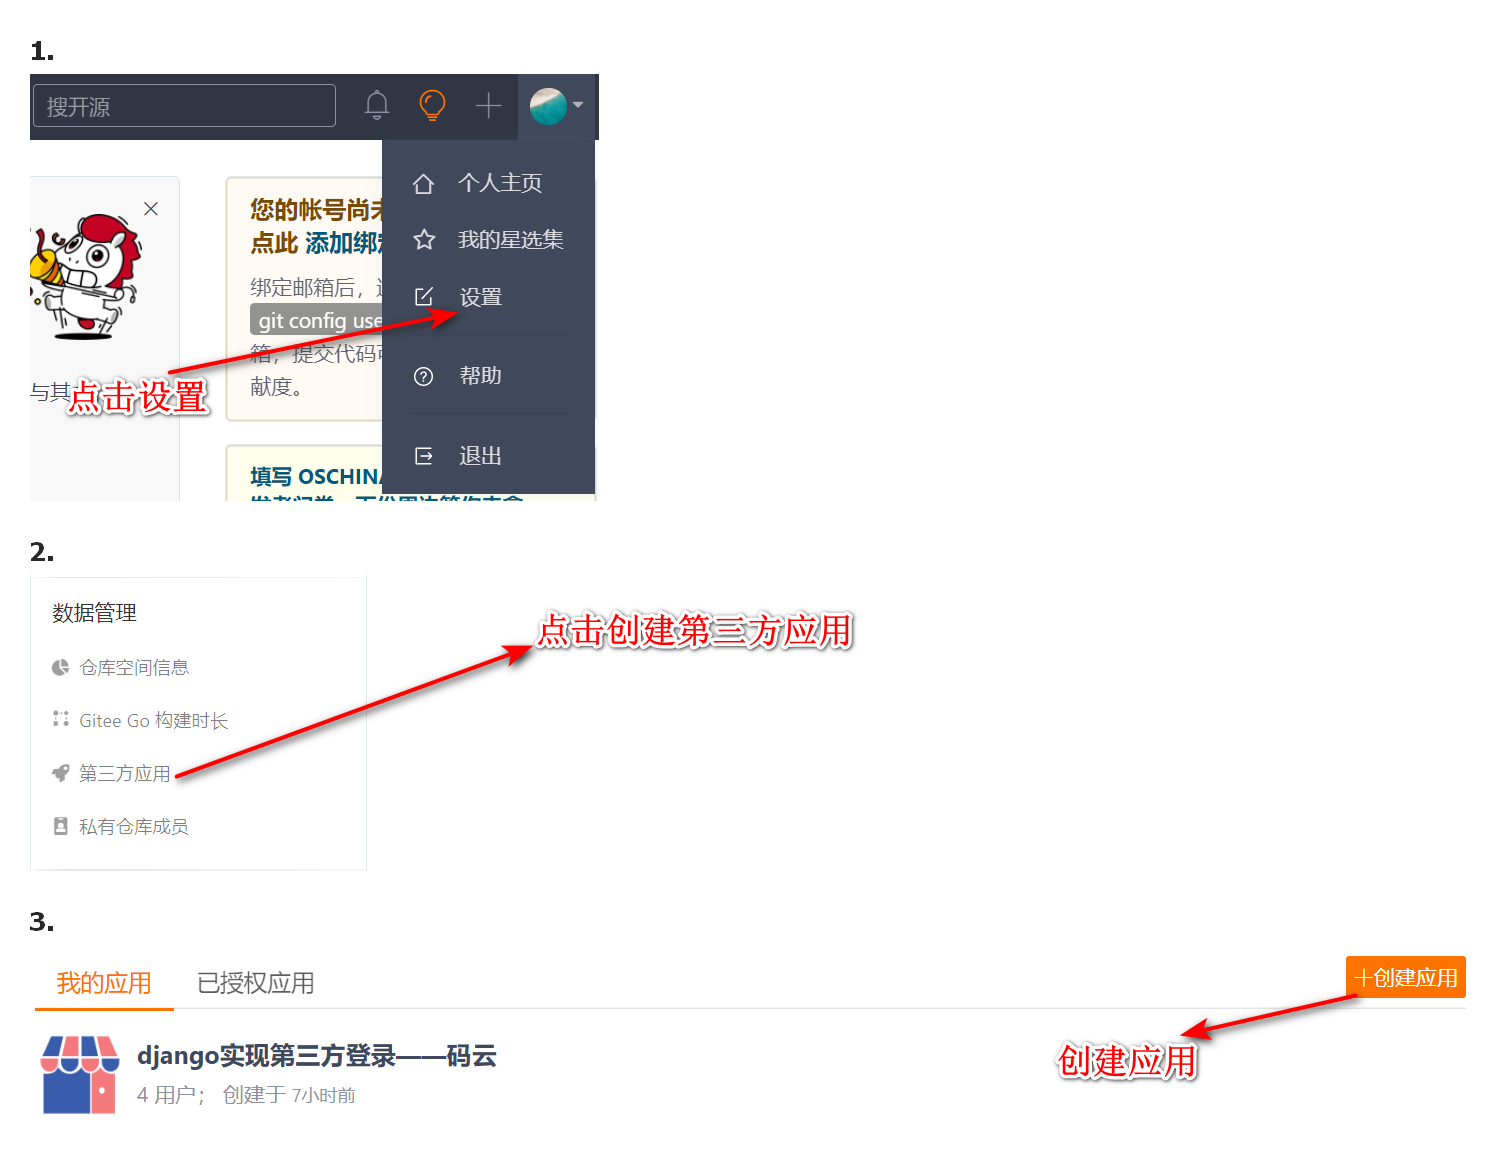 1.
搜开源
个人主页
您的帐号尚未
点此 添加绑定
我的星选集
绑定邮箱后，
设置
git config use
箱，提交代码
帮助
献度。
与其
点击设置
退出
填写 OSCHINA
2.
数据管理
点击创建第三方应用
仓库空间信息
Gitee Go 构建时长
第三方应用
私有仓库成员
3.
我的应用 已授权应用
+创建应用
创建应用
django实现第三方登录——码云
4 用户； 创建于 7小时前